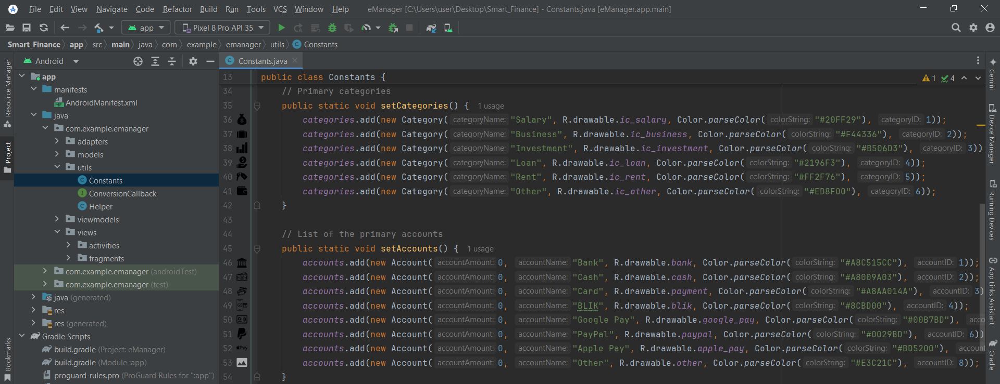 File Edit View Navigate Code Refactor Build Run Tools VCS Window Help eManager [C:\Users\user\Desktop\Smart_Finance] - Constants.java [eManager.app.main]
app Pixel 8 Pro API 35
Smart_Finance app src main java com example emanager utils C Constants
Resource Manager
Project
Bookmarks
Android
app
manifests
MF AndroidManifest.xml
java
com.example.emanager
adapters
models
utils
C Constants
I ConversionCallback
C Helper
viewmodels
views
activities
fragments
com.example.emanager (androidTest)
com.example.emanager (test)
java (generated)
res
res (generated)
Gradle Scripts
build.gradle (Project: eManager)
build.gradle (Module :app)
proguard-rules.pro (ProGuard Rules for ":app")
C Constants.java
1 4
13 public class Constants {
34 // Primary categories
35 public static void setCategories() { 1 usage
36 categories.add(new Category( categoryName: "Salary", R.drawable.ic_salary, Color.parseColor( colorString: "#20FF29"), categoryID: 1));
37 categories.add(new Category( categoryName: "Business", R.drawable.ic_business, Color.parseColor( colorString: "#F44336"), categoryID: 2));
38 categories.add(new Category( categoryName: "Investment", R.drawable.ic_investment, Color.parseColor( colorString: "#B506D3"), categoryID: 3))
39 categories.add(new Category( categoryName: "Loan", R.drawable.ic_loan, Color.parseColor( colorString: "#2196F3"), categoryID: 4));
40 categories.add(new Category( categoryName: "Rent", R.drawable.ic_rent, Color.parseColor( colorString: "#FF2F76"), categoryID: 5));
41 categories.add(new Category( categoryName: "Other", R.drawable.ic_other, Color.parseColor( colorString: "#ED8F00"), categoryID: 6));
42 }
43
44 // List of the primary accounts
45 public static void setAccounts() { 1 usage
46 accounts.add(new Account( accountAmount: 0, accountName: "Bank", R.drawable.bank, Color.parseColor( colorString: "#A8C515CC"), accountID: 1));
47 accounts.add(new Account( accountAmount: 0, accountName: "Cash", R.drawable.cash, Color.parseColor( colorString: "#A8009A03"), accountID: 2));
48 accounts.add(new Account( accountAmount: 0, accountName: "Card", R.drawable.payment, Color.parseColor( colorString: "#A8AA014A"), accountID: 3)
49 accounts.add(new Account( accountAmount: 0, accountName: "BLIK", R.drawable.blik, Color.parseColor( colorString: "#8CBD00"), accountID: 4));
50 accounts.add(new Account( accountAmount: 0, accountName: "Google Pay", R.drawable.google_pay, Color.parseColor( colorString: "#00B7BD"), acco
51 accounts.add(new Account( accountAmount: 0, accountName: "PayPal", R.drawable.paypal, Color.parseColor( colorString: "#0029BD"), accountID: 6))
52 Pay accounts.add(new Account( accountAmount: 0, accountName: "Apple Pay", R.drawable.apple_pay, Color.parseColor( colorString: "#BD5200"), account
53 accounts.add(new Account( accountAmount: 0, accountName: "Other", R.drawable.other, Color.parseColor( colorString: "#E3C21C"), accountID: 8));
54 }
Gemini
Device Manager
Running Devices
App Links Assistant
Gradle